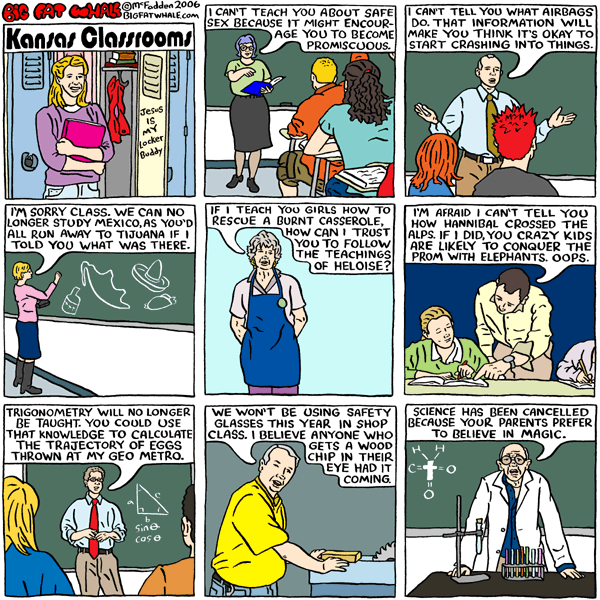 BIG FAT WHALE
©McFadden 2006
BIGFATWHALE.COM
Kansas Classrooms
JESUS
IS
MY
Locker
Buddy
I CAN'T TEACH YOU ABOUT SAFE
SEX BECAUSE IT MIGHT ENCOUR-
AGE YOU TO BECOME
PROMISCUOUS.
I CAN'T TELL YOU WHAT AIRBAGS
DO. THAT INFORMATION WILL
MAKE YOU THINK IT'S OKAY TO
START CRASHING INTO THINGS.
I'M SORRY CLASS. WE CAN NO
LONGER STUDY MEXICO, AS YOU'D
ALL RUN AWAY TO TIJUANA IF I
TOLD YOU WHAT WAS THERE.
IF I TEACH YOU GIRLS HOW TO
RESCUE A BURNT CASSEROLE,
HOW CAN I TRUST
YOU TO FOLLOW
THE TEACHINGS
OF HELOISE?
I'M AFRAID I CAN'T TELL YOU
HOW HANNIBAL CROSSED THE
ALPS. IF I DID, YOU CRAZY KIDS
ARE LIKELY TO CONQUER THE
PROM WITH ELEPHANTS. OOPS.
TRIGONOMETRY WILL NO LONGER
BE TAUGHT. YOU COULD USE
THAT KNOWLEDGE TO CALCULATE
THE TRAJECTORY OF EGGS
THROWN AT MY GEO METRO.
a
c
b
sinθ
cosθ
WE WON'T BE USING SAFETY
GLASSES THIS YEAR IN SHOP
CLASS. I BELIEVE ANYONE WHO
GETS A WOOD
CHIP IN THEIR
EYE HAD IT
COMING.
SCIENCE HAS BEEN CANCELLED
BECAUSE YOUR PARENTS PREFER
TO BELIEVE IN MAGIC.
H H
C=✝=O
O